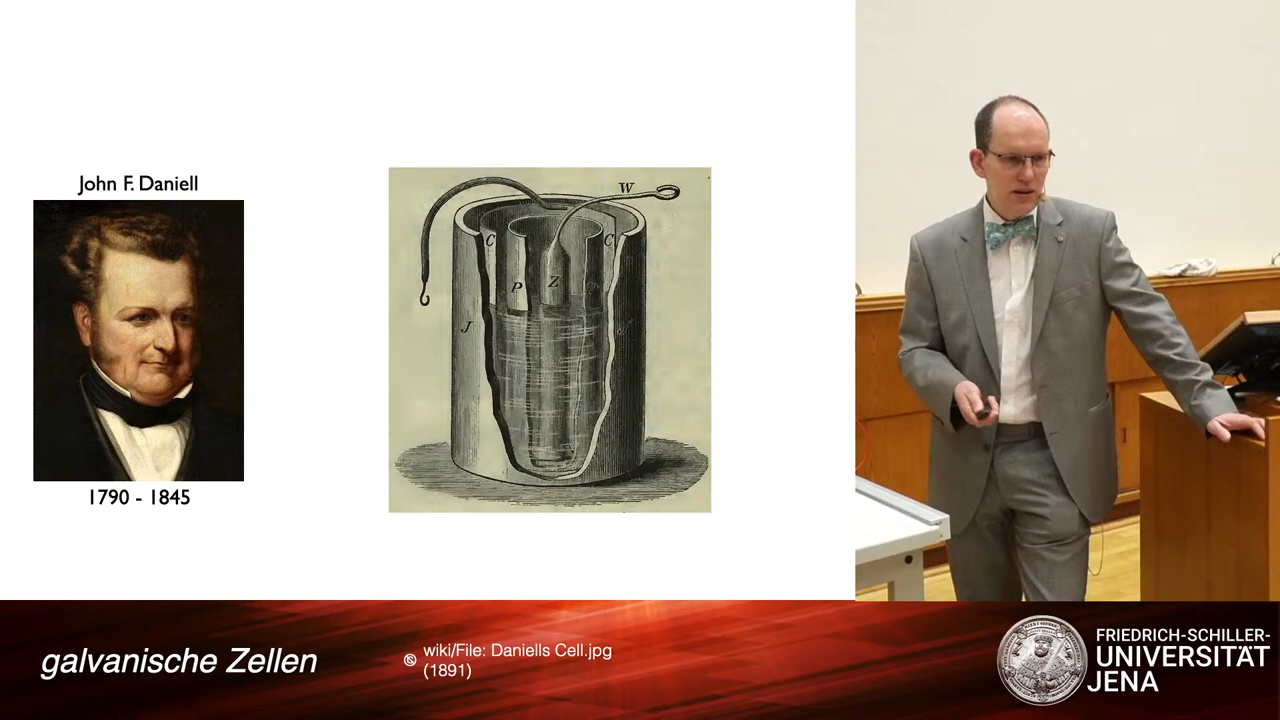 John F. Daniell
1790 - 1845
W
C
C
P
Z
P
J
galvanische Zellen
wiki/File: Daniells Cell.jpg
(1891)
FRIEDRICH-SCHILLER-
UNIVERSITÄT
JENA